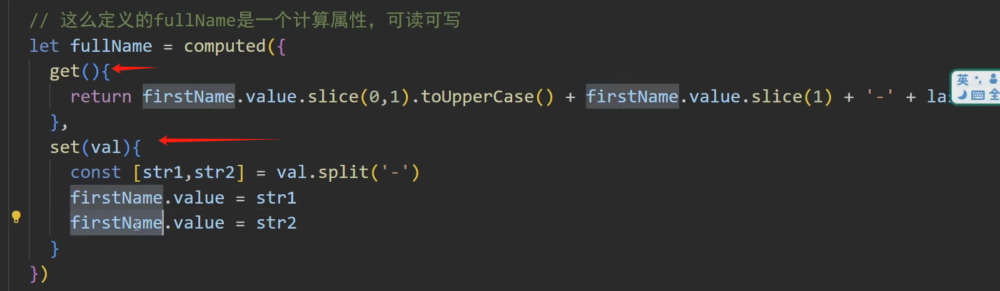 // 这么定义的fullName是一个计算属性，可读可写
let fullName = computed({
get(){
return firstName.value.slice(0,1).toUpperCase() + firstName.value.slice(1) + '-' + las
},
set(val){
const [str1,str2] = val.split('-')
firstName.value = str1
firstName.value = str2
}
})
英
全